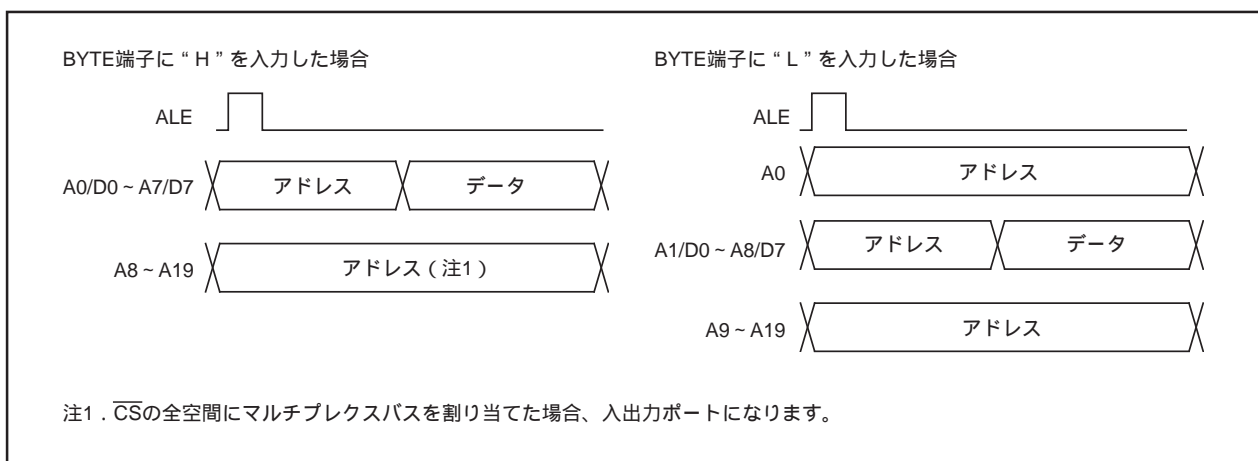 BYTE端子に“H”を入力した場合
ALE
A0/D0～A7/D7
アドレス
データ
A8～A19
アドレス（注1）
BYTE端子に“L”を入力した場合
ALE
A0
アドレス
A1/D0～A8/D7
アドレス
データ
A9～A19
アドレス
注1．C̅S̅の全空間にマルチプレクスバスを割り当てた場合、入出力ポートになります。